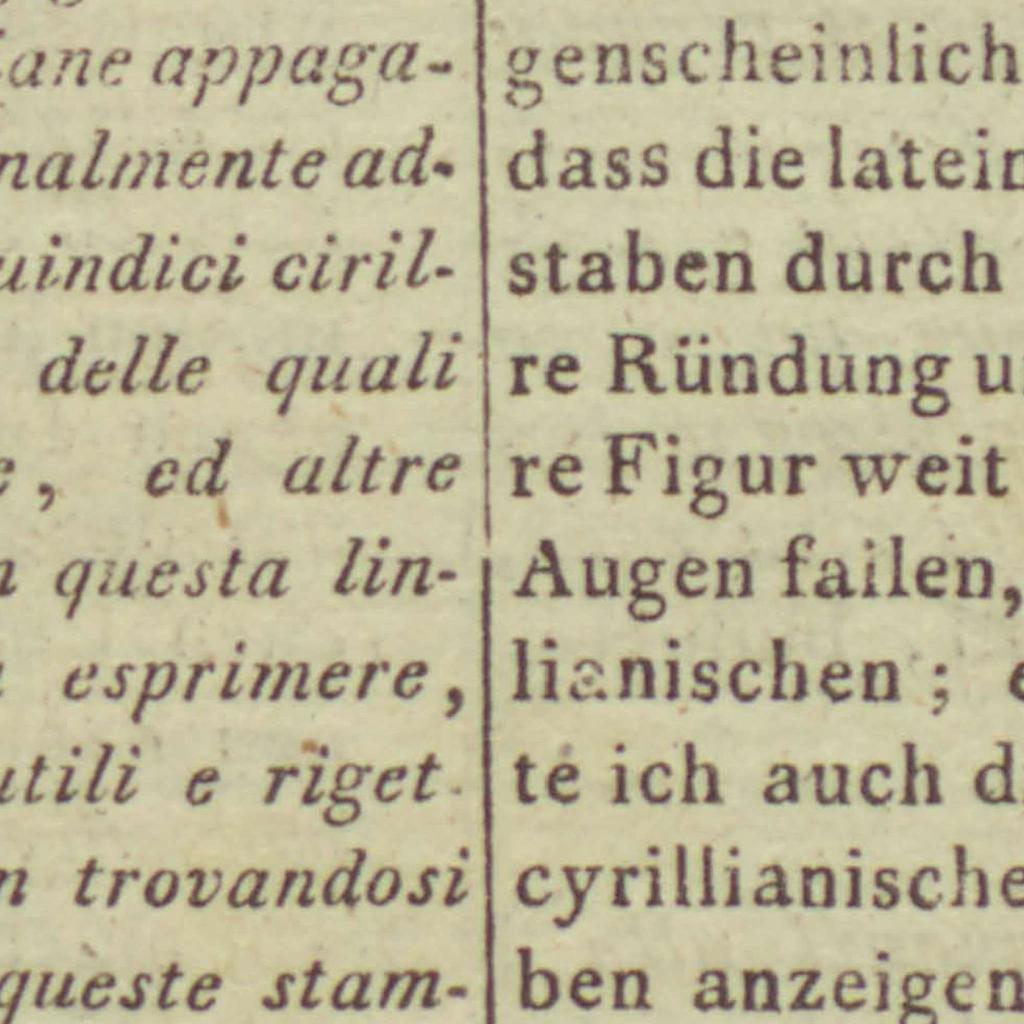 ane appaga-
nalmente ad-
uindici ciril-
delle quali
, ed altre
questa lin-
esprimere,
utili e riget-
trovandosi
queste stam-
genscheinlich
dass die latein
staben durch
re Ründung u
re Figur weit
Augen failen,
lianischen ; e
te ich auch d
cyrillianische
ben anzeigen